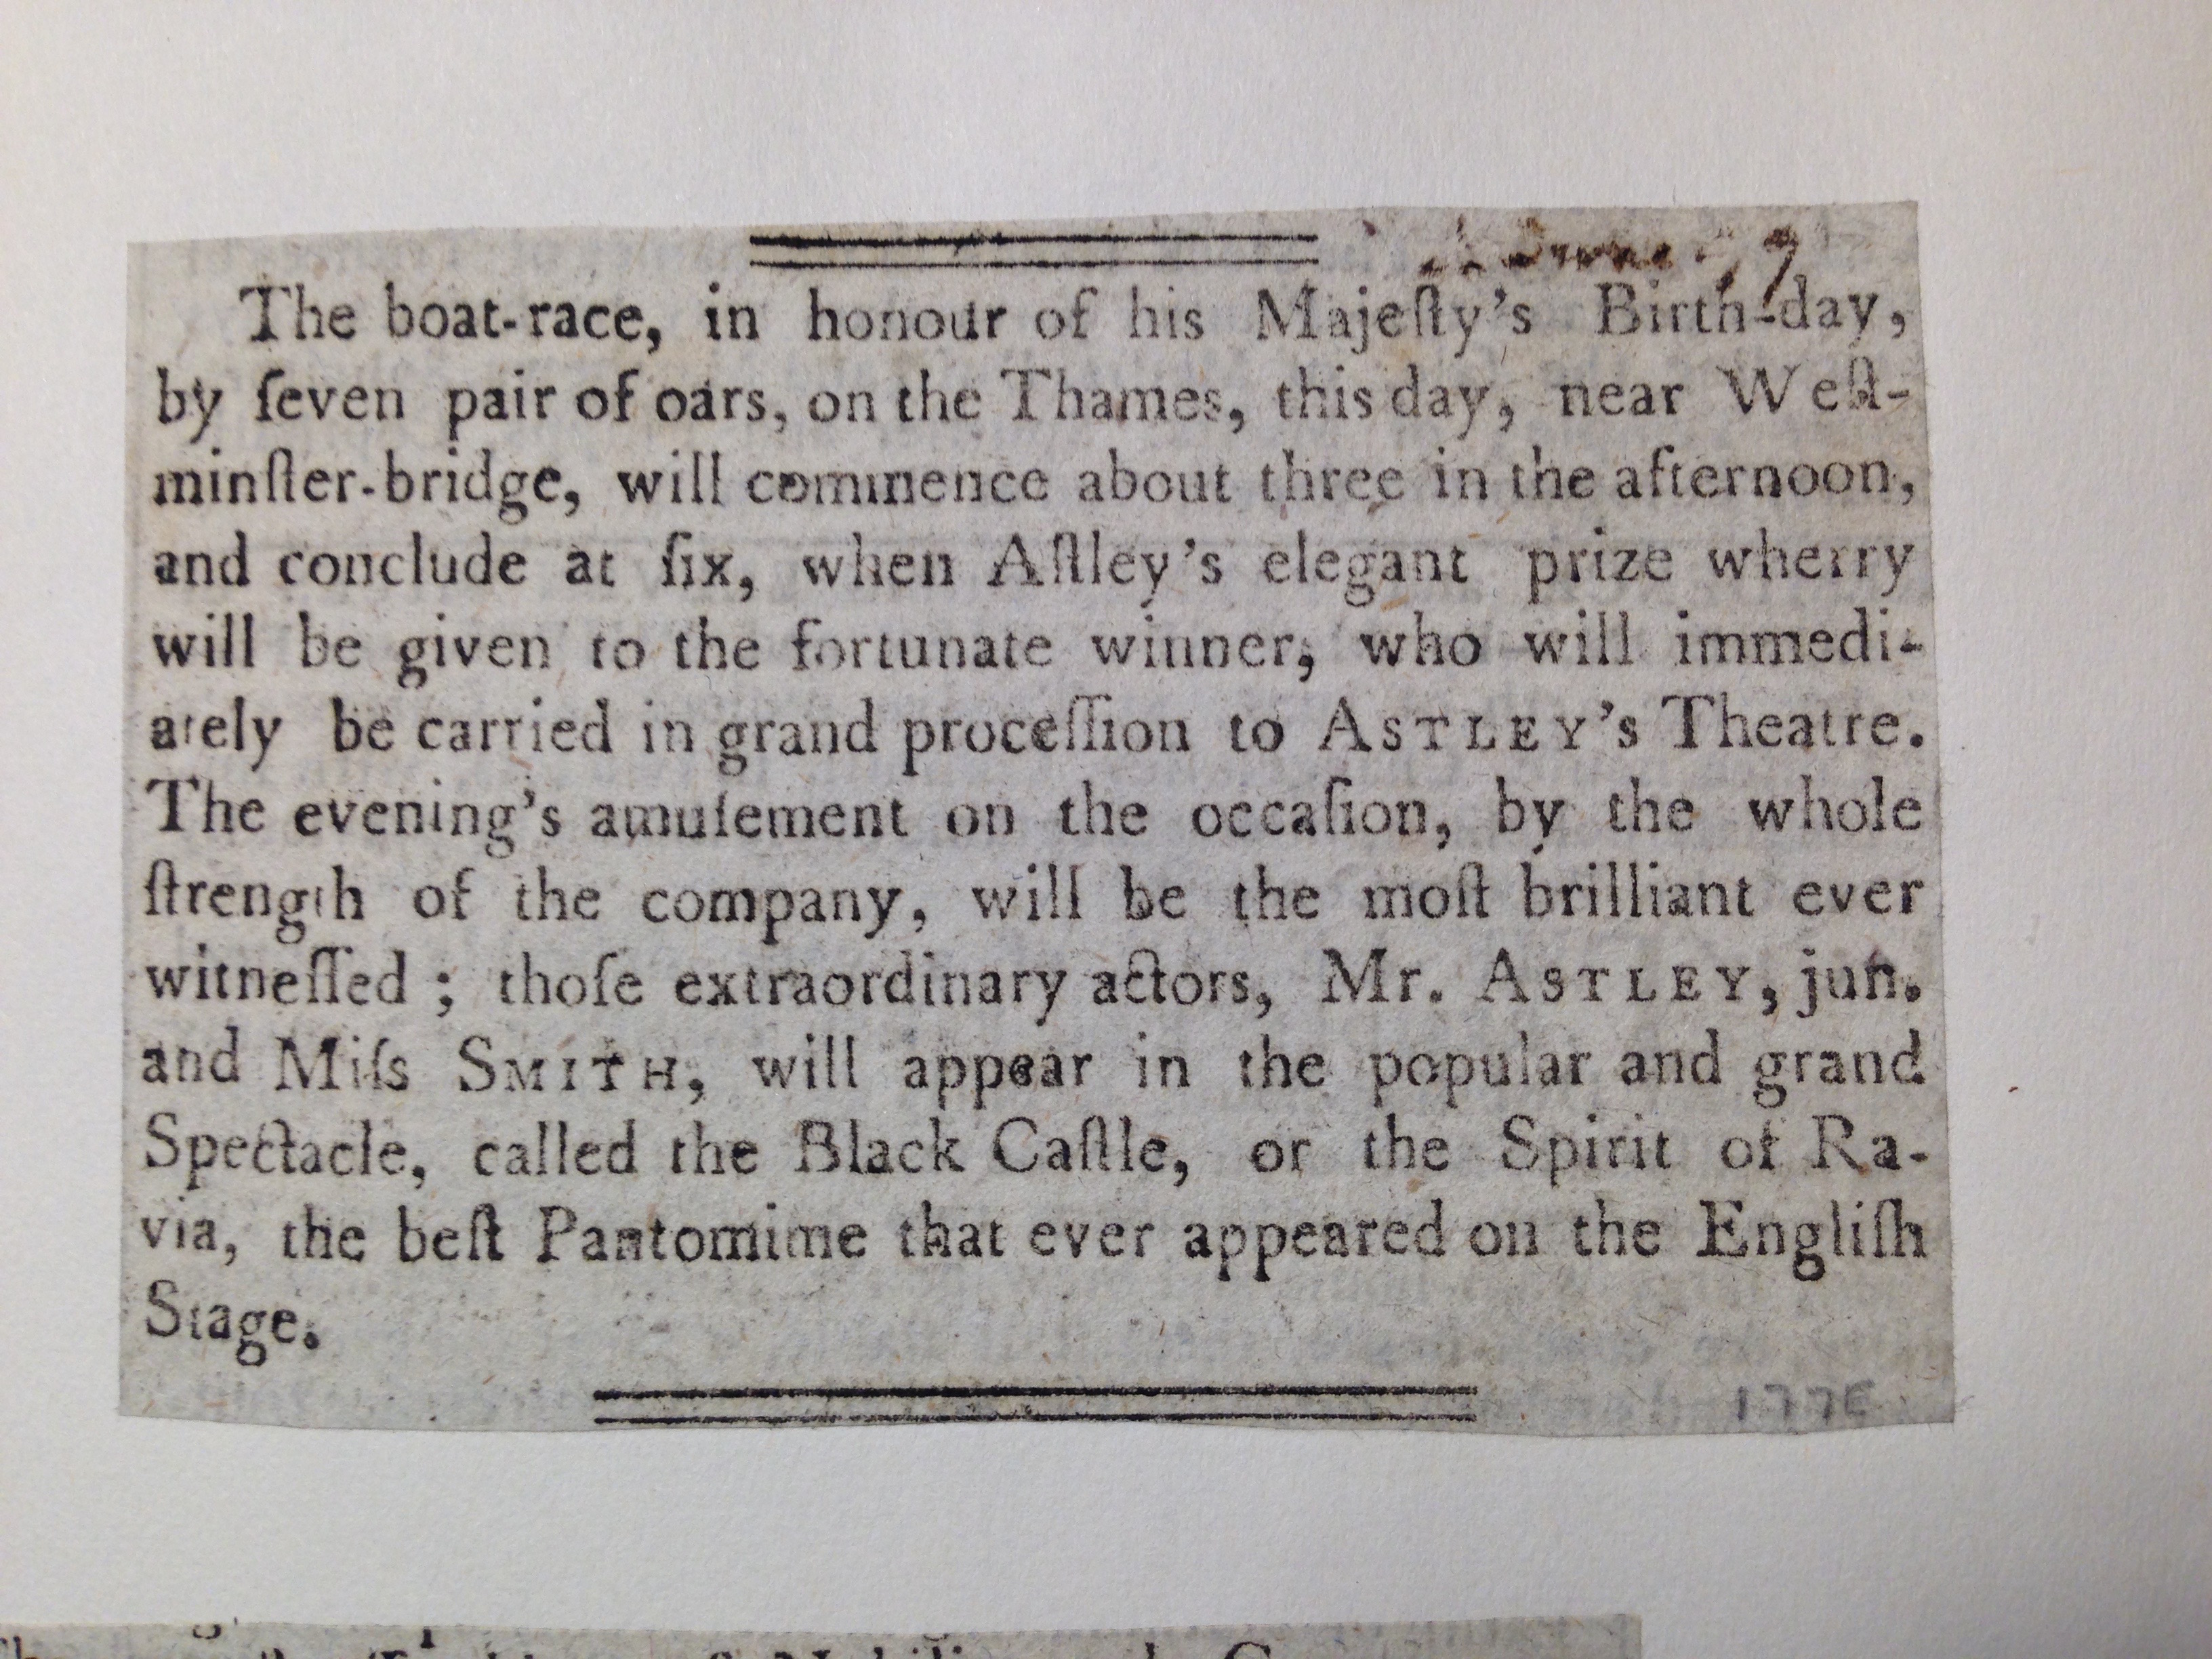 The boat-race, in honour of his Majeſty's Birth-day,
by ſeven pair of oars, on the Thames, this day, near Weſt-
minſter-bridge, will commence about three in the afternoon,
and conclude at ſix, when Aſtley's elegant prize wherry
will be given to the fortunate winner, who will immedi-
ately be carried in grand proceſſion to ASTLEY's Theatre.
The evening's amuſement on the occaſion, by the whole
ſtrength of the company, will be the moſt brilliant ever
witneſſed ; thoſe extraordinary actors, Mr. ASTLEY, jun.
and Miſs SMITH, will appear in the popular and grand
Spectacle, called the Black Caſtle, or the Spirit of Ra-
via, the beſt Pantomime that ever appeared on the Engliſh
Stage.